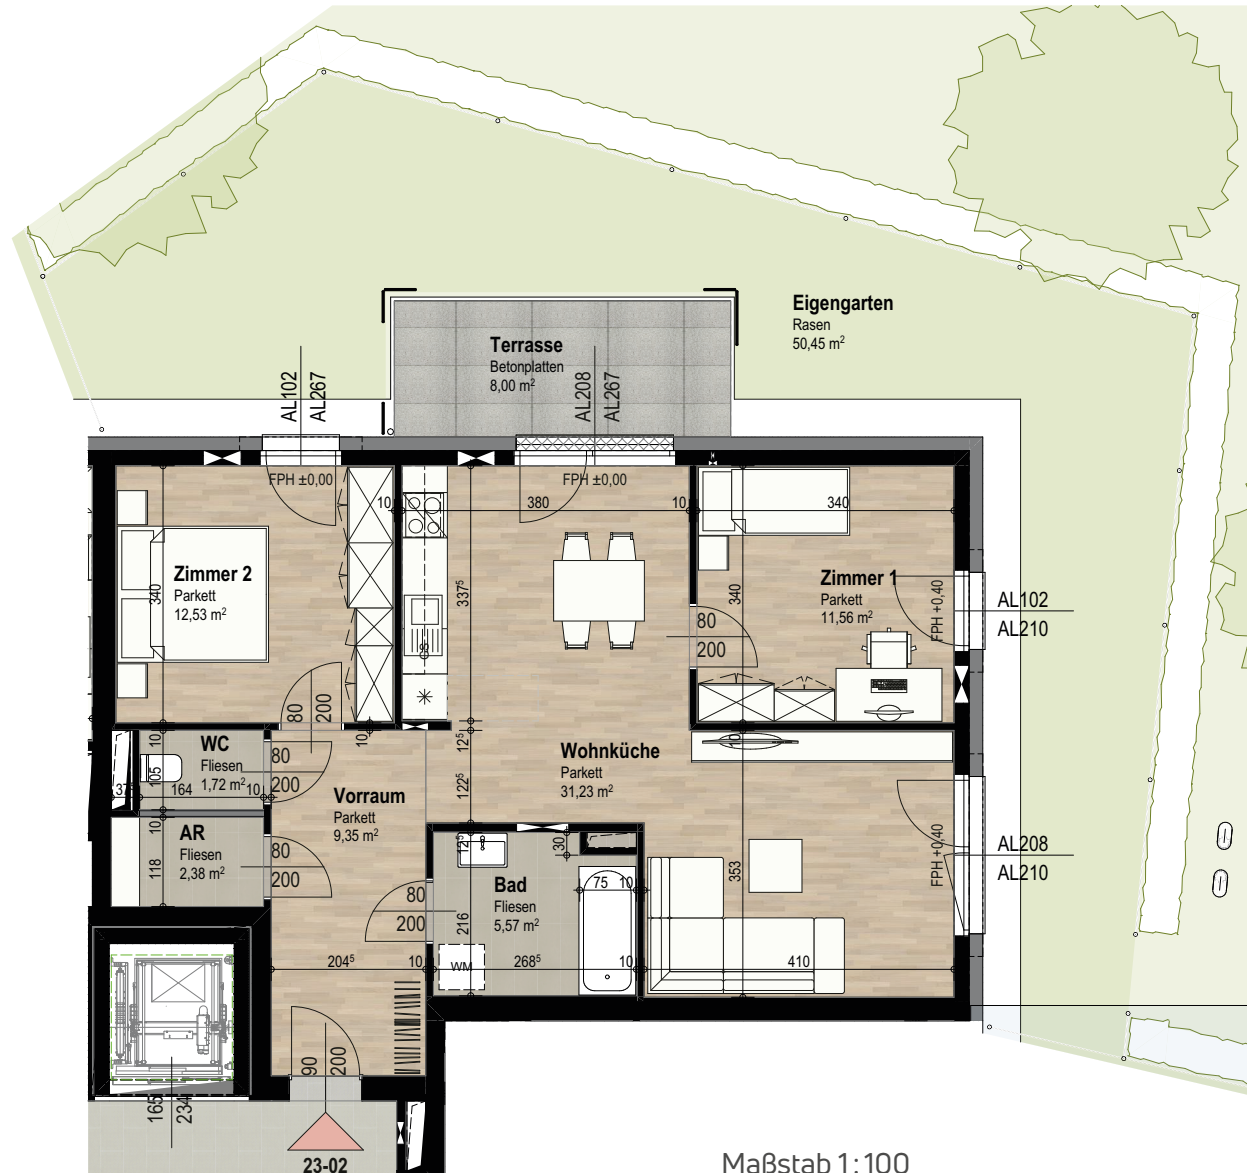 Eigengarten
Rasen
50,45 m²
Terrasse
Betonplatten
8,00 m²
AL102
AL267
AL208
AL267
FPH ±0,00
FPH ±0,00
10
380
10
340
Zimmer 2
Parkett
12,53 m²
340
337⁵
Zimmer 1
Parkett
11,56 m²
340
FPH +0,40
AL102
AL210
80
200
80
200
10
10
WC
Fliesen
1,72 m²
105
37⁵
164
10
80
200
12⁵
122⁵
Wohnküche
Parkett
31,23 m²
10
Vorraum
Parkett
9,35 m²
10
AR
Fliesen
2,38 m²
118
80
200
12⁵
30
Bad
Fliesen
5,57 m²
75
10
353
FPH +0,40
AL208
AL210
80
200
216
WM
204⁵
10
268⁵
10
410
90
200
165
234
23-02
Maßstab 1:100